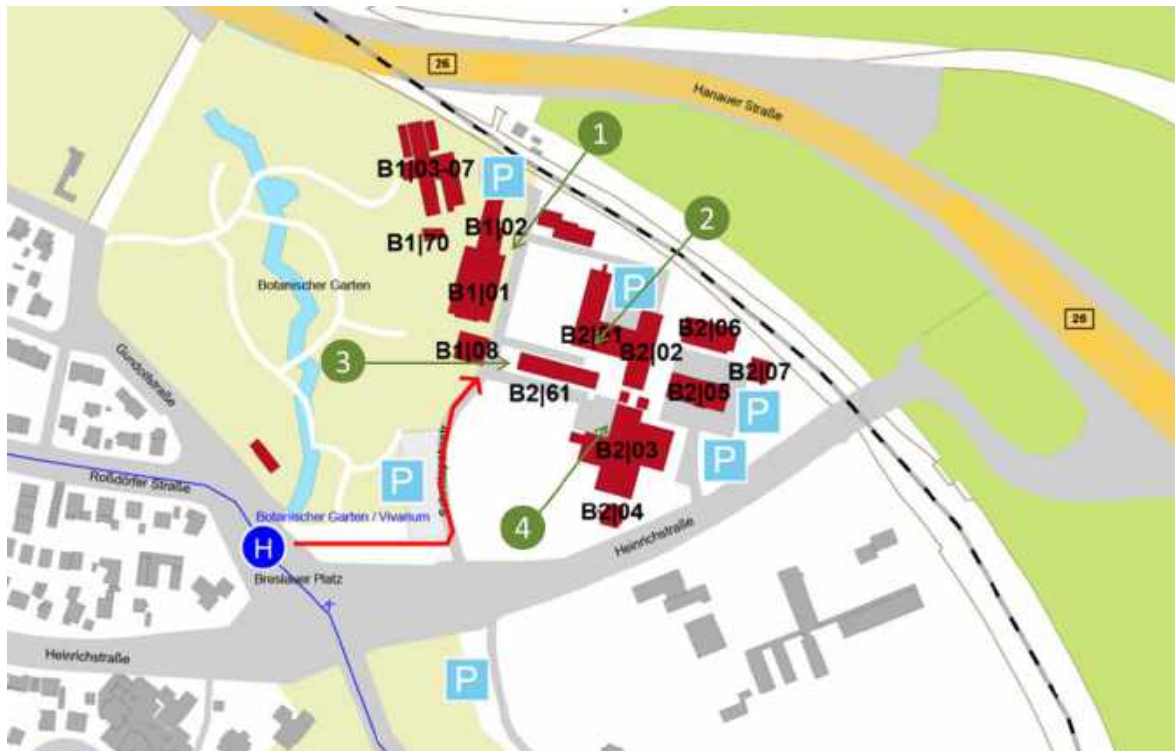 26
Hanauer Straße
1
P
B1|03-07
2
B1|02
B1|70
Botanischer Garten
B1|01
P
26
B2|06
B2|02
B1|08
3
B2|07
Gundolfstraße
B2|61
B2|05
P
B2|03
P
Roßdörfer Straße
P
B2|04
Botanischer Garten / Vivarium
4
H
Heinrichstraße
Breslauer Platz
Heinrichstraße
P